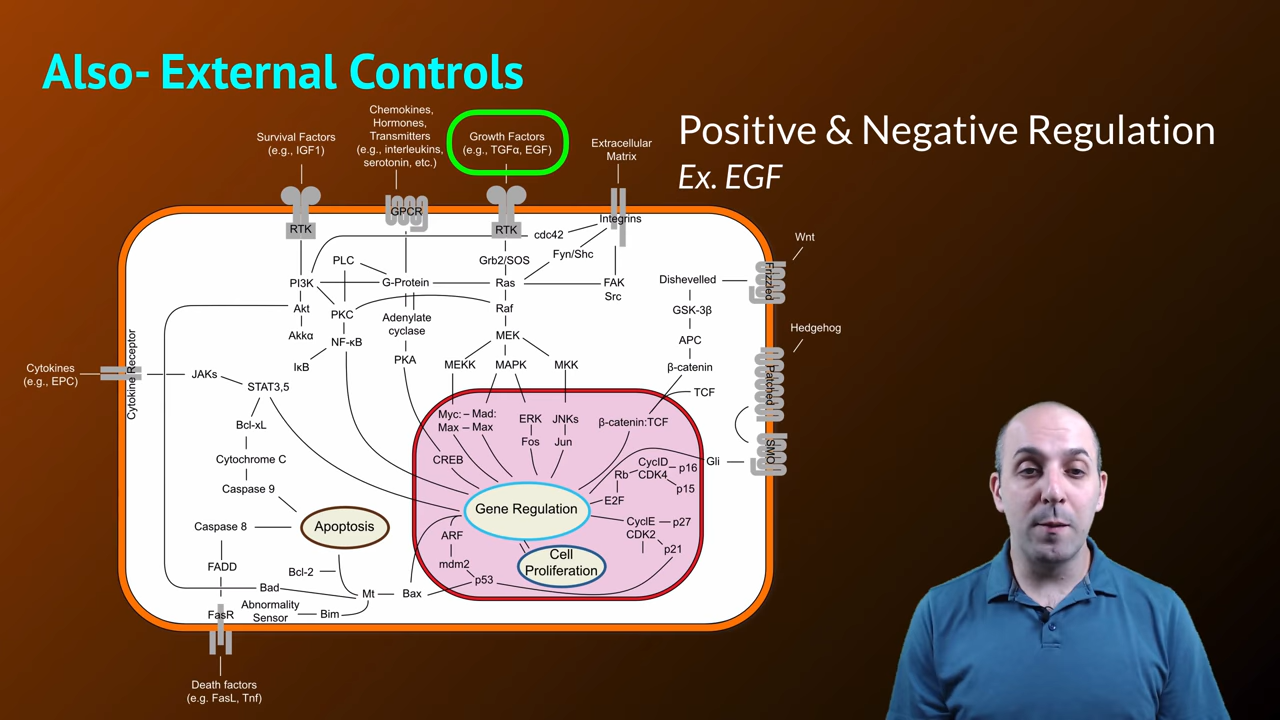 Also- External Controls
Positive & Negative Regulation
Ex. EGF
Survival Factors
(e.g., IGF1)
Chemokines,
Hormones,
Transmitters
(e.g., interleukins,
serotonin, etc.)
Growth Factors
(e.g., TGFα, EGF)
Extracellular
Matrix
RTK
GPCR
RTK
Integrins
cdc42
Fyn/Shc
Wnt
Frizzled
Dishevelled
PLC
Grb2/SOS
PI3K
G-Protein
Ras
FAK
Src
Akt
PKC
Adenylate
cyclase
Raf
GSK-3β
Hedgehog
Akkα
NF-κB
MEK
APC
IκB
PKA
MEKK
MAPK
MKK
β-catenin
Cytokines
(e.g., EPC)
Cytokine Receptor
JAKs
STAT3,5
TCF
Patched
Myc: – Mad:
Max – Max
ERK
JNKs
β-catenin:TCF
Fos
Jun
Bcl-xL
CREB
Cytochrome C
Caspase 9
Rb
CyclD
CDK4
p16
p15
Gli
SMO
E2F
Gene Regulation
CyclE
CDK2
p27
p21
Caspase 8
Apoptosis
ARF
mdm2
Cell
Proliferation
p53
FADD
Bcl-2
Bad
Mt
Bax
Abnormality
Sensor
Bim
FasR
Death factors
(e.g. FasL, Tnf)